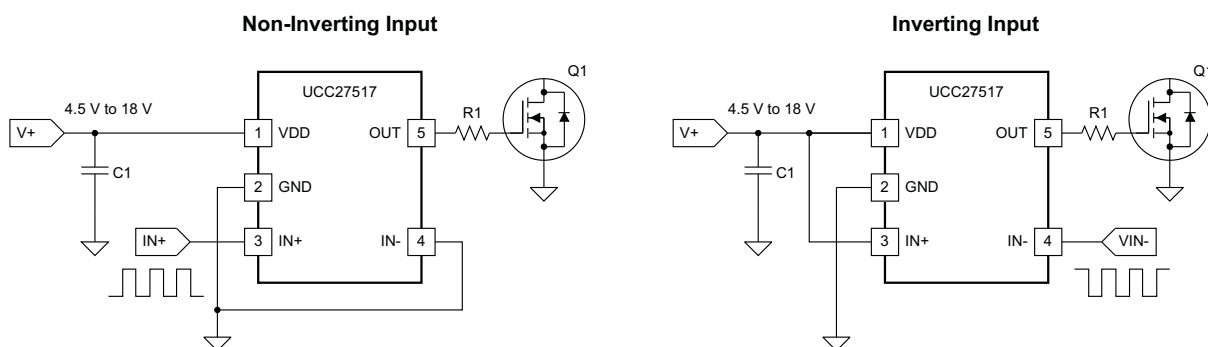 Non-Inverting Input
Q1
UCC27517
4.5 V to 18 V
R1
V+
1
VDD
OUT
5
C1
2
GND
IN+
3
IN+
IN-
4
Inverting Input
Q1
UCC27517
4.5 V to 18 V
R1
V+
1
VDD
OUT
5
C1
2
GND
3
IN+
IN-
4
VIN-